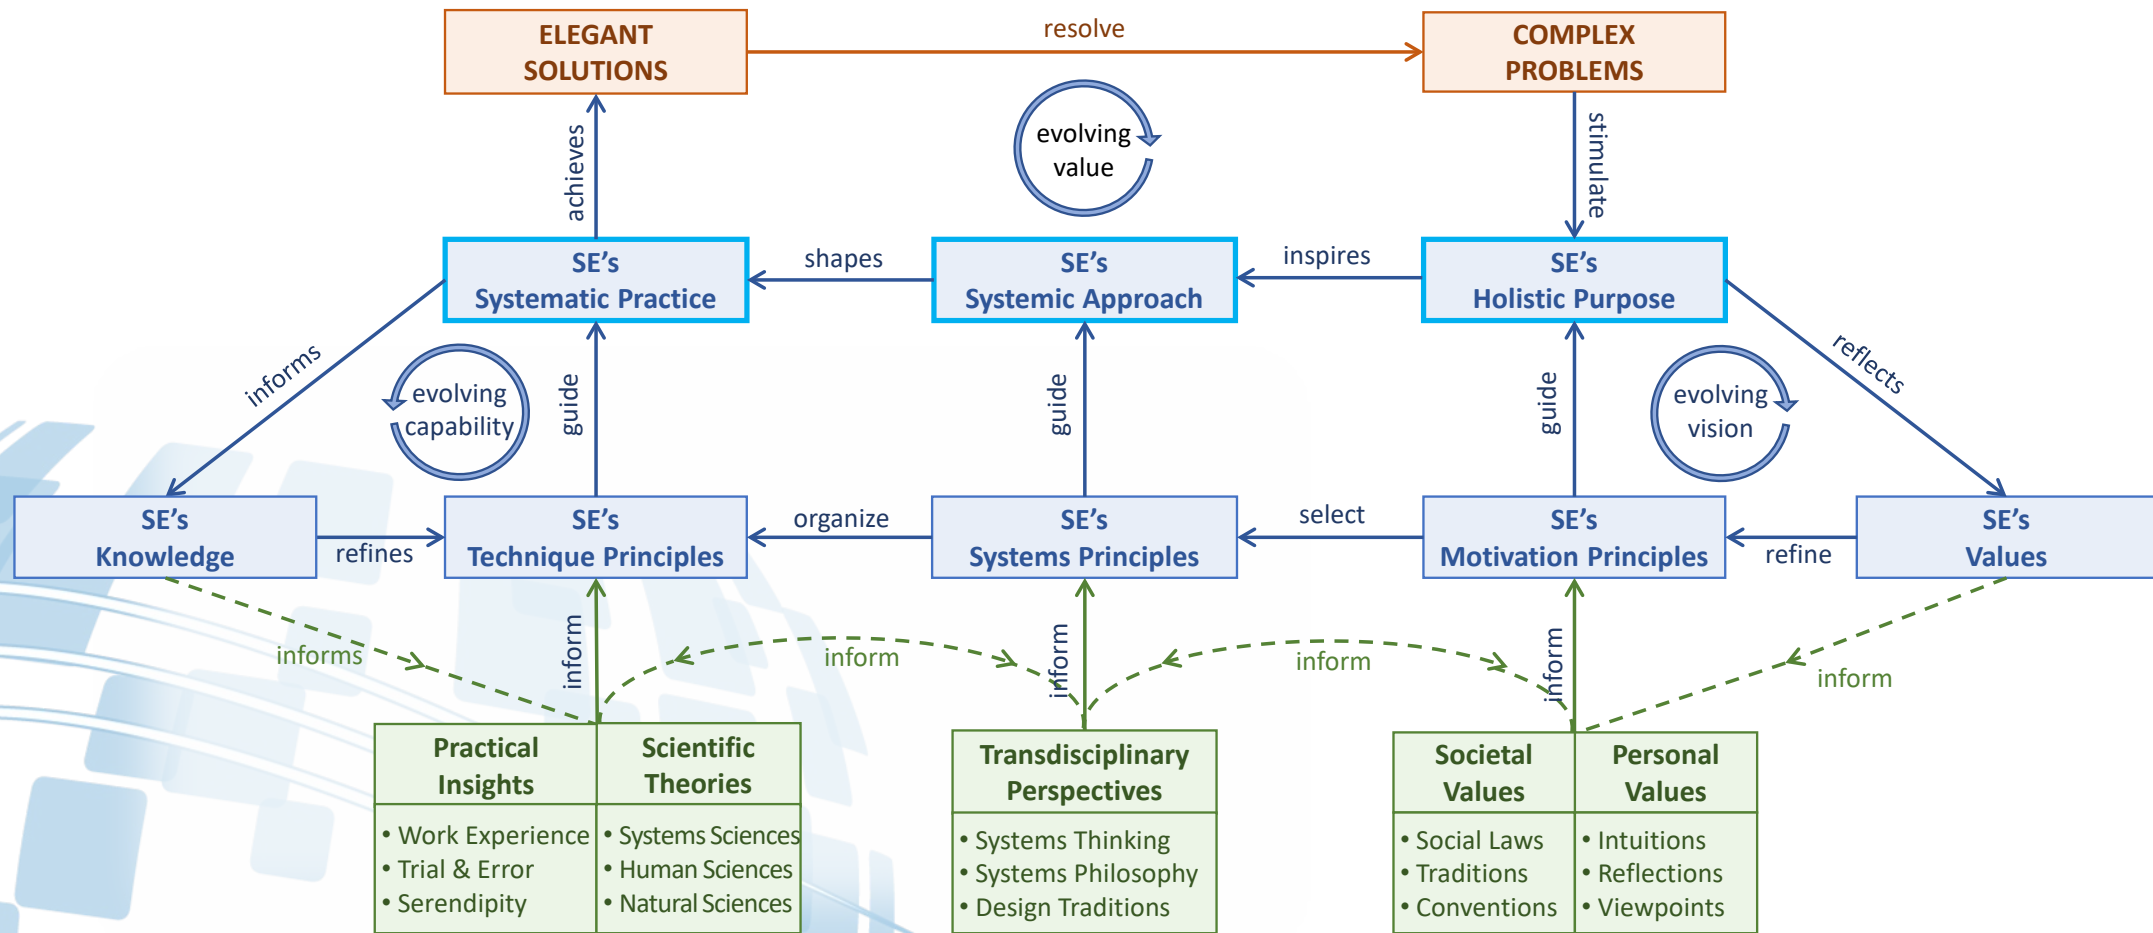 ELEGANT
SOLUTIONS
resolve
COMPLEX
PROBLEMS
evolving
value
achieves
stimulate
SE's
Systematic Practice
shapes
SE's
Systemic Approach
inspires
SE's
Holistic Purpose
informs
evolving
capability
guide
guide
guide
evolving
vision
reflects
SE's
Knowledge
refines
SE's
Technique Principles
organize
SE's
Systems Principles
select
SE's
Motivation Principles
refine
SE's
Values
informs
inform
inform
inform
inform
inform
inform
Practical
Insights
• Work Experience
• Trial & Error
• Serendipity
Scientific
Theories
• Systems Sciences
• Human Sciences
• Natural Sciences
Transdisciplinary
Perspectives
• Systems Thinking
• Systems Philosophy
• Design Traditions
Societal
Values
• Social Laws
• Traditions
• Conventions
Personal
Values
• Intuitions
• Reflections
• Viewpoints